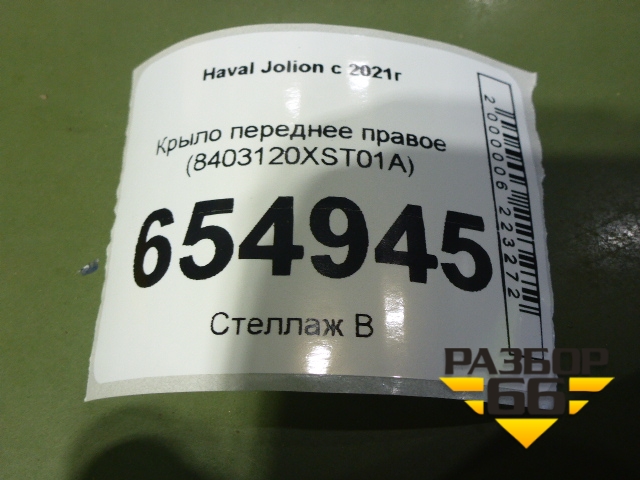 Haval Jolion с 2021г
Крыло переднее правое
(8403120XST01A)
654945
Стеллаж В
2000006223272
РАЗБОР
66